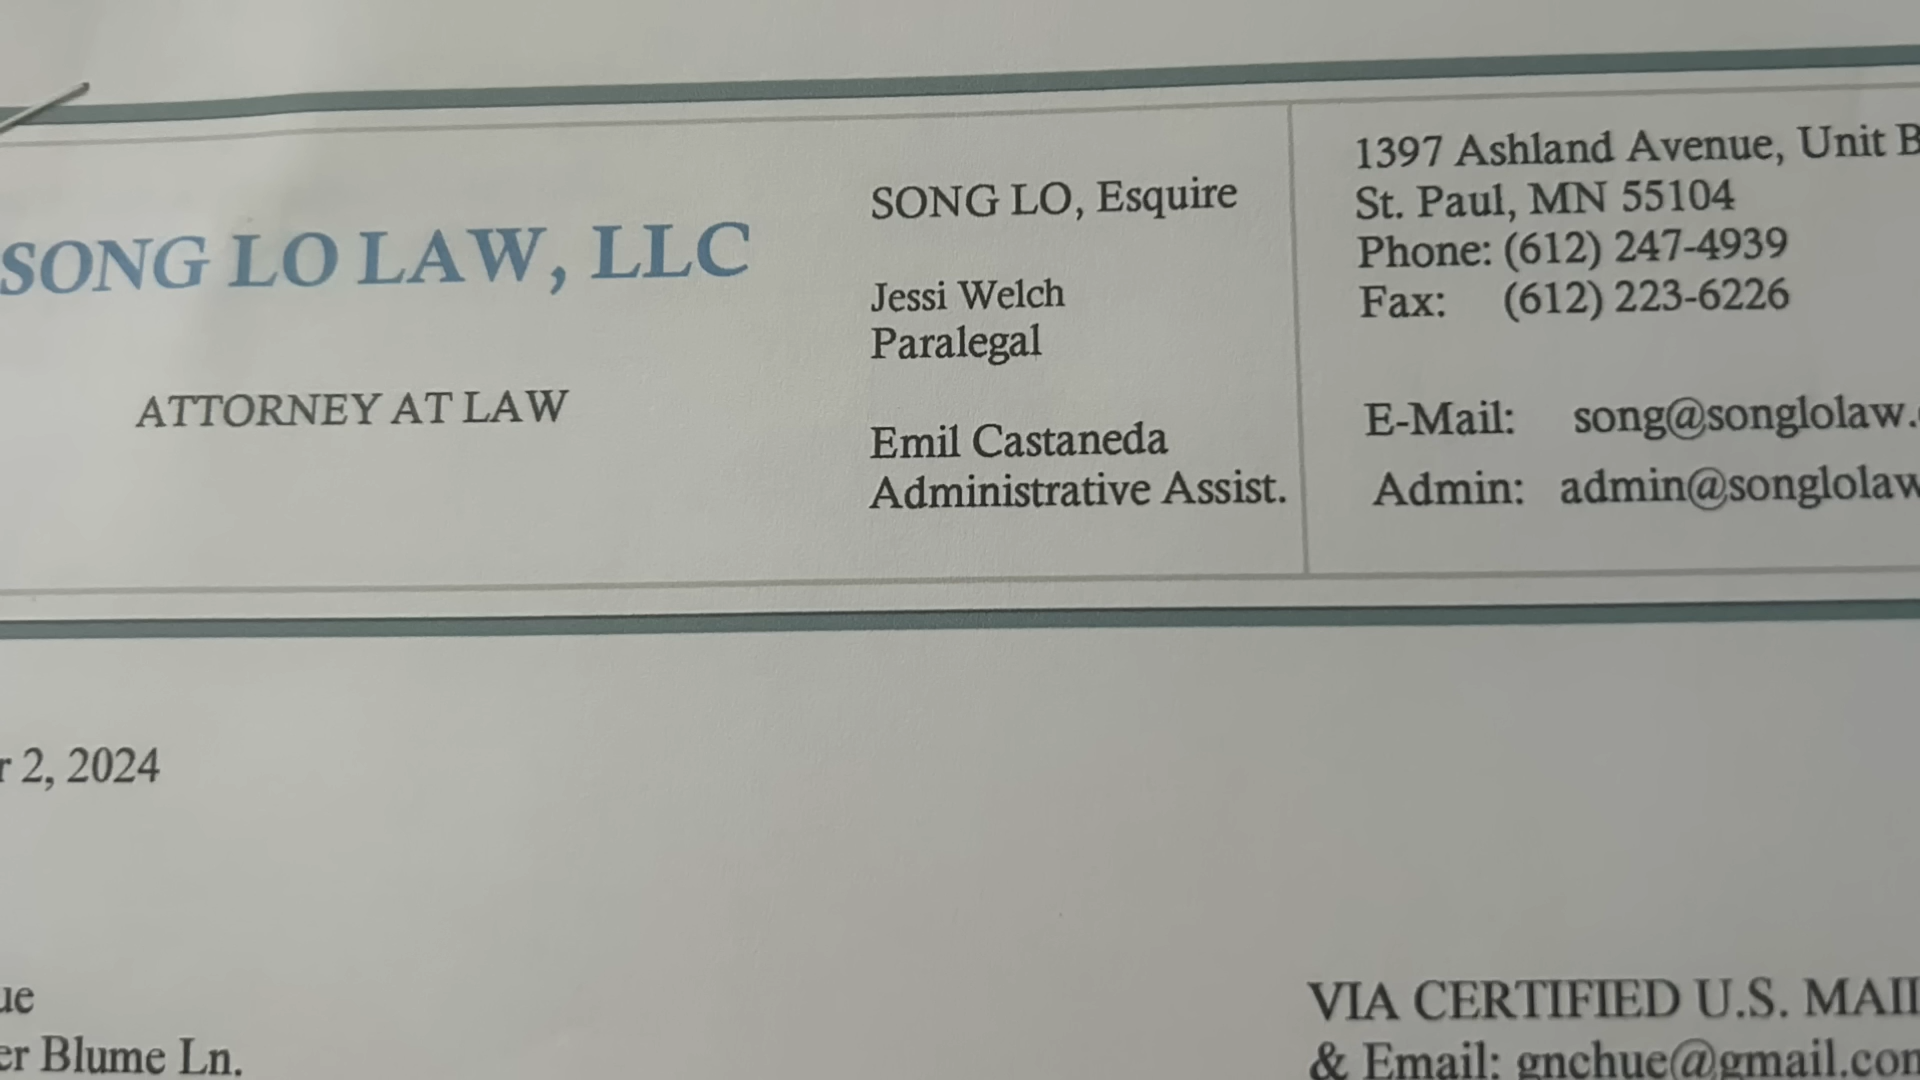 SONG LO LAW, LLC
ATTORNEY AT LAW
SONG LO, Esquire
Jessi Welch
Paralegal
Emil Castaneda
Administrative Assist.
1397 Ashland Avenue, Unit B
St. Paul, MN 55104
Phone: (612) 247-4939
Fax: (612) 223-6226
E-Mail: song@songlolaw.
Admin: admin@songlolaw
2, 2024
VIA CERTIFIED U.S. MAIL
Blume Ln.
& Email: gnchue@gmail.com